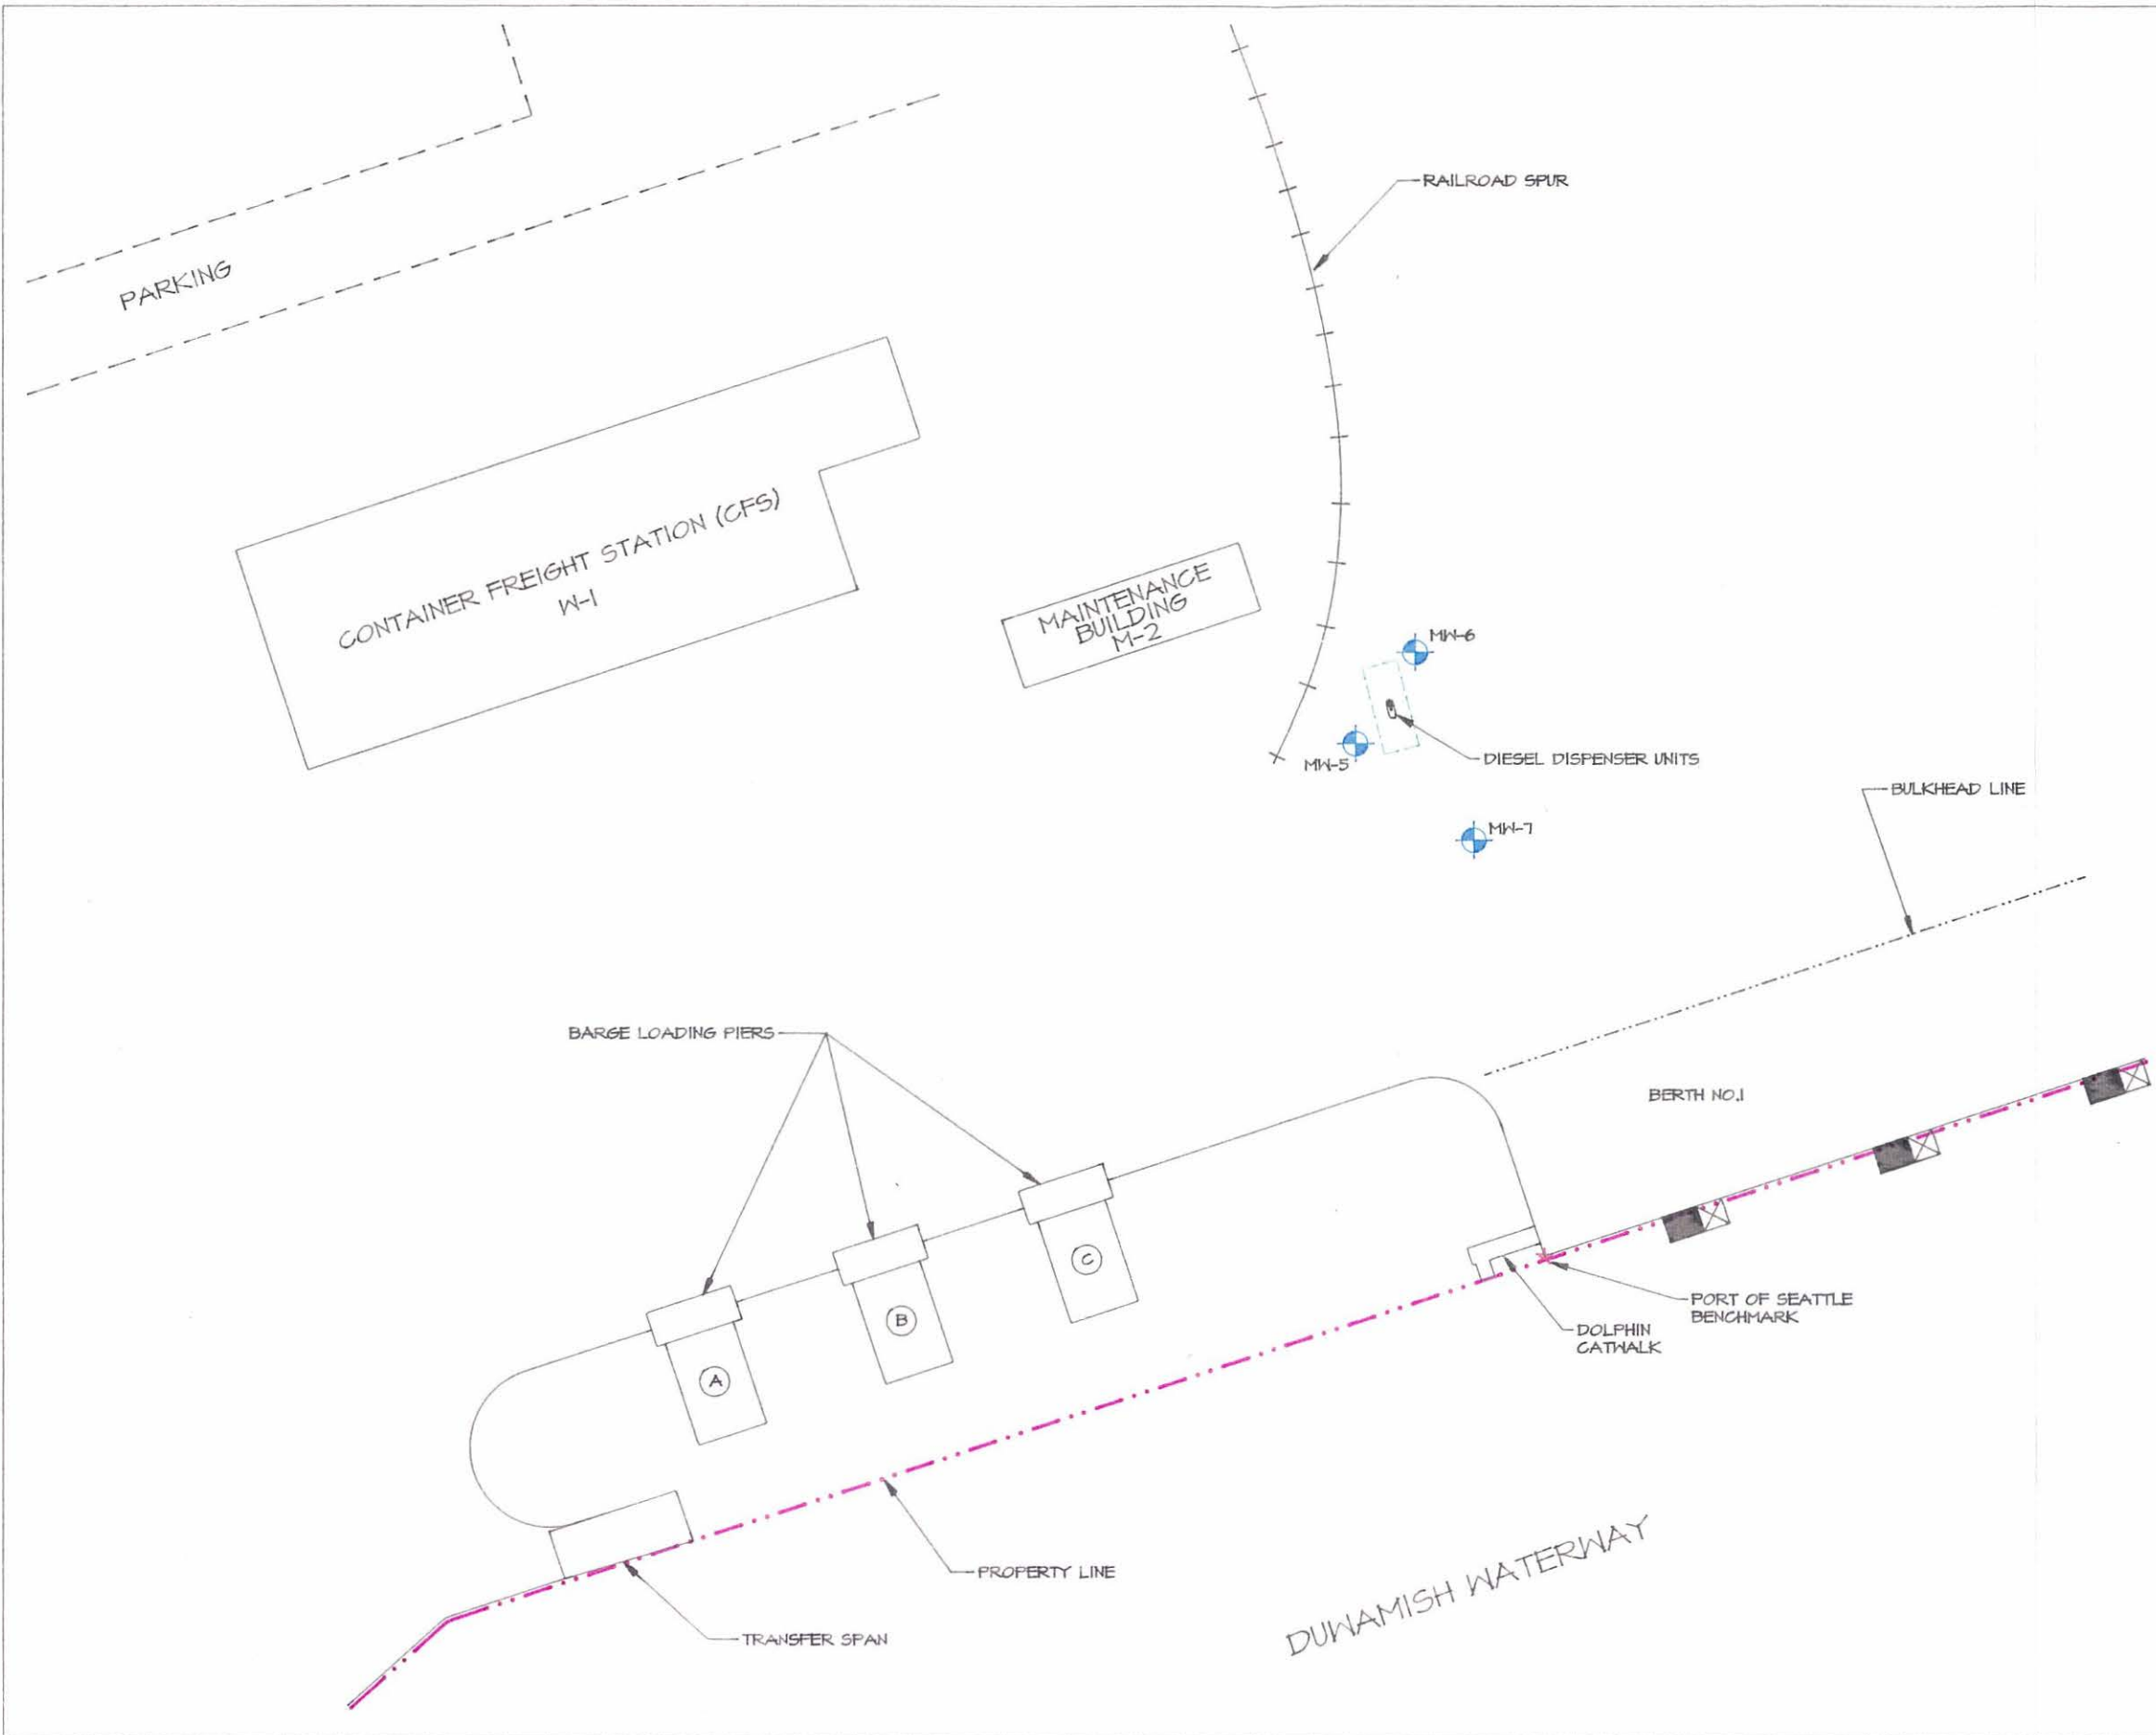 RAILROAD SPUR
PARKING
CONTAINER FREIGHT STATION (CFS)
W-1
MAINTENANCE
BUILDING
M-2
MW-6
MW-5
DIESEL DISPENSER UNITS
BULKHEAD LINE
MW-7
BARGE LOADING PIERS
BERTH NO.1
C
B
A
PORT OF SEATTLE
BENCHMARK
DOLPHIN
CATWALK
PROPERTY LINE
DUWAMISH WATERWAY
TRANSFER SPAN